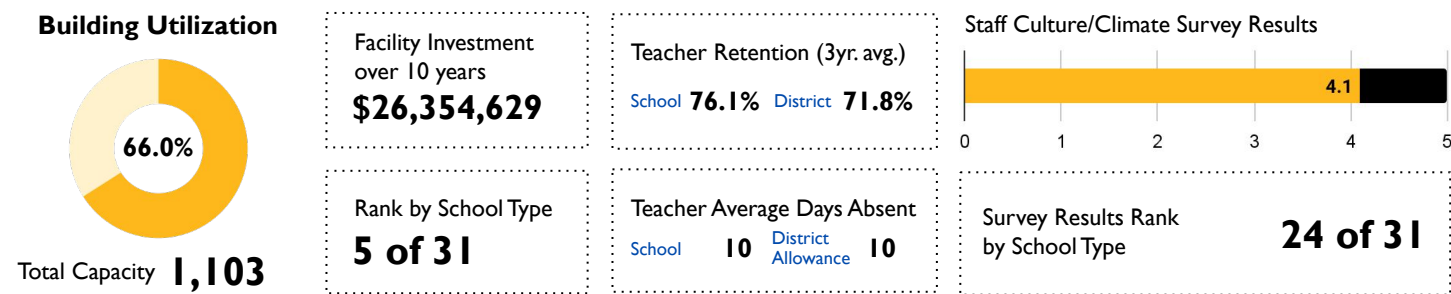 Building Utilization
66.0%
Total Capacity 1,103
Facility Investment
over 10 years
$26,354,629
Rank by School Type
5 of 31
Teacher Retention (3yr. avg.)
School 76.1% District 71.8%
Teacher Average Days Absent
School 10 District Allowance 10
Staff Culture/Climate Survey Results
4.1
0 1 2 3 4 5
Survey Results Rank
by School Type
24 of 31